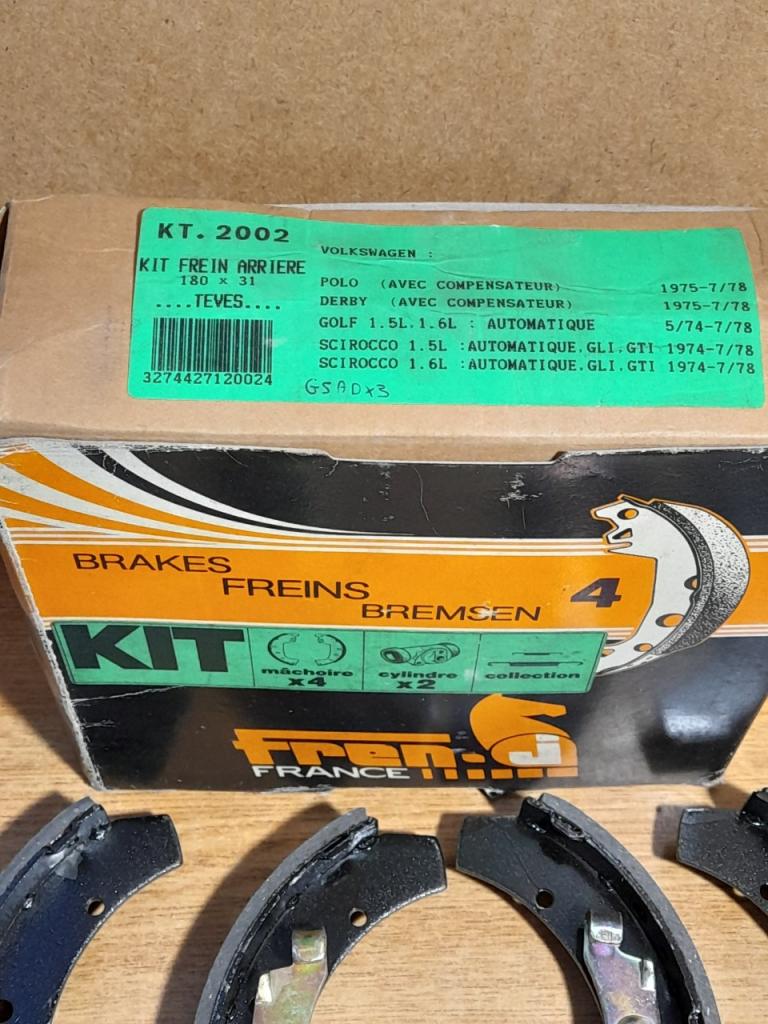 KT. 2002
KIT FREIN ARRIERE
180 x 31
....TEVES....
3274427120024
VOLKSWAGEN :
POLO (AVEC COMPENSATEUR) 1975-7/78
DERBY (AVEC COMPENSATEUR) 1975-7/78
GOLF 1.5L.1.6L : AUTOMATIQUE 5/74-7/78
SCIROCCO 1.5L :AUTOMATIQUE.GLI.GTI 1974-7/78
SCIROCCO 1.6L :AUTOMATIQUE.GLI.GTI 1974-7/78
G5ADx3
BRAKES
FREINS
BREMSEN
4
KIT
mâchoire
x4
cylindre
x2
collection
fren.J
FRANCE